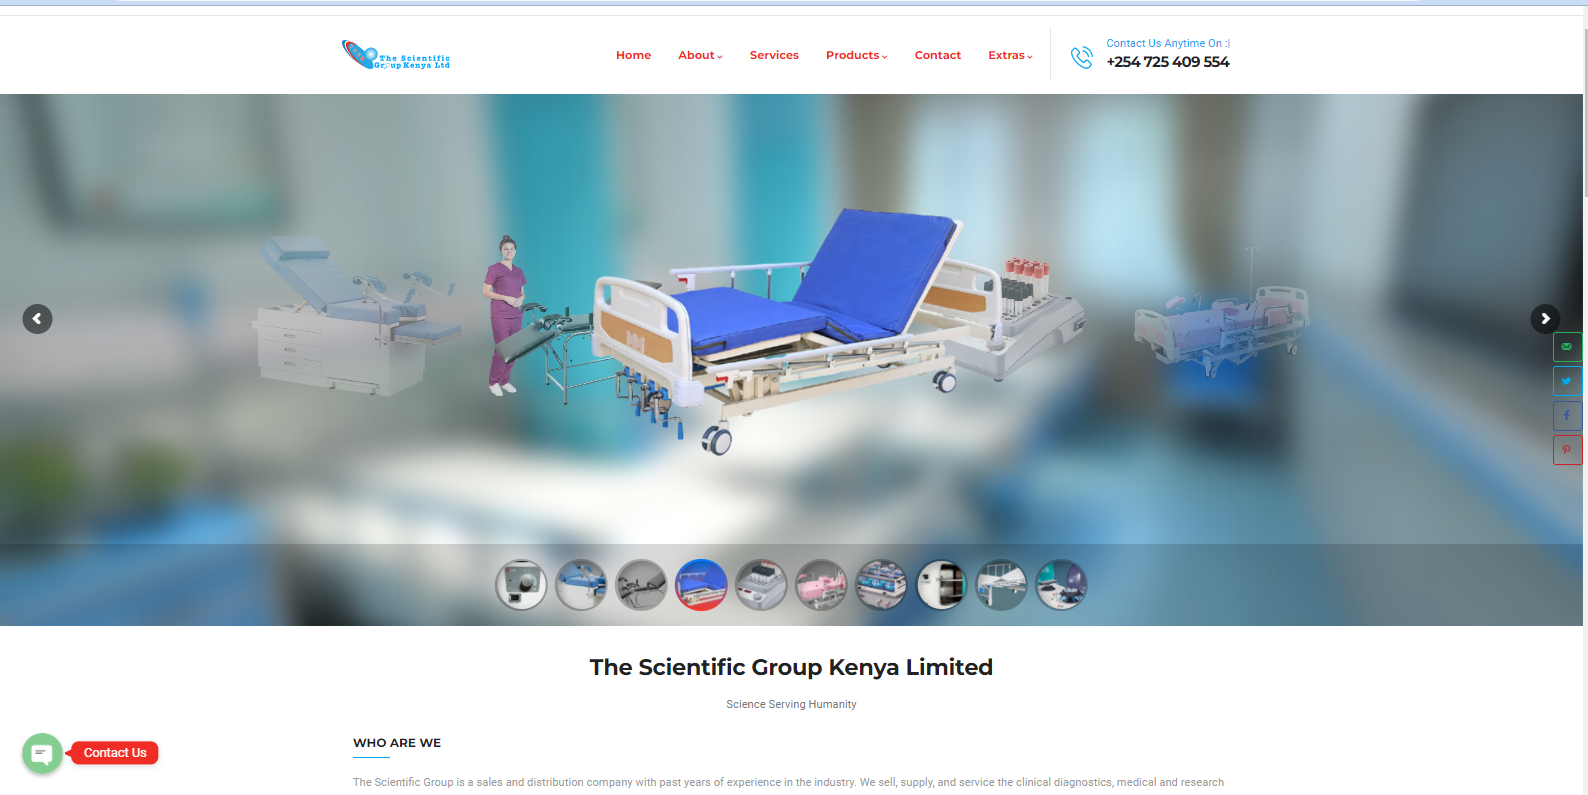 The Scientific
Group Kenya Ltd
Home
About
Services
Products
Contact
Extras
Contact Us Anytime On :|
+254 725 409 554
The Scientific Group Kenya Limited
Science Serving Humanity
WHO ARE WE
The Scientific Group is a sales and distribution company with past years of experience in the industry. We sell, supply, and service the clinical diagnostics, medical and research
Contact Us